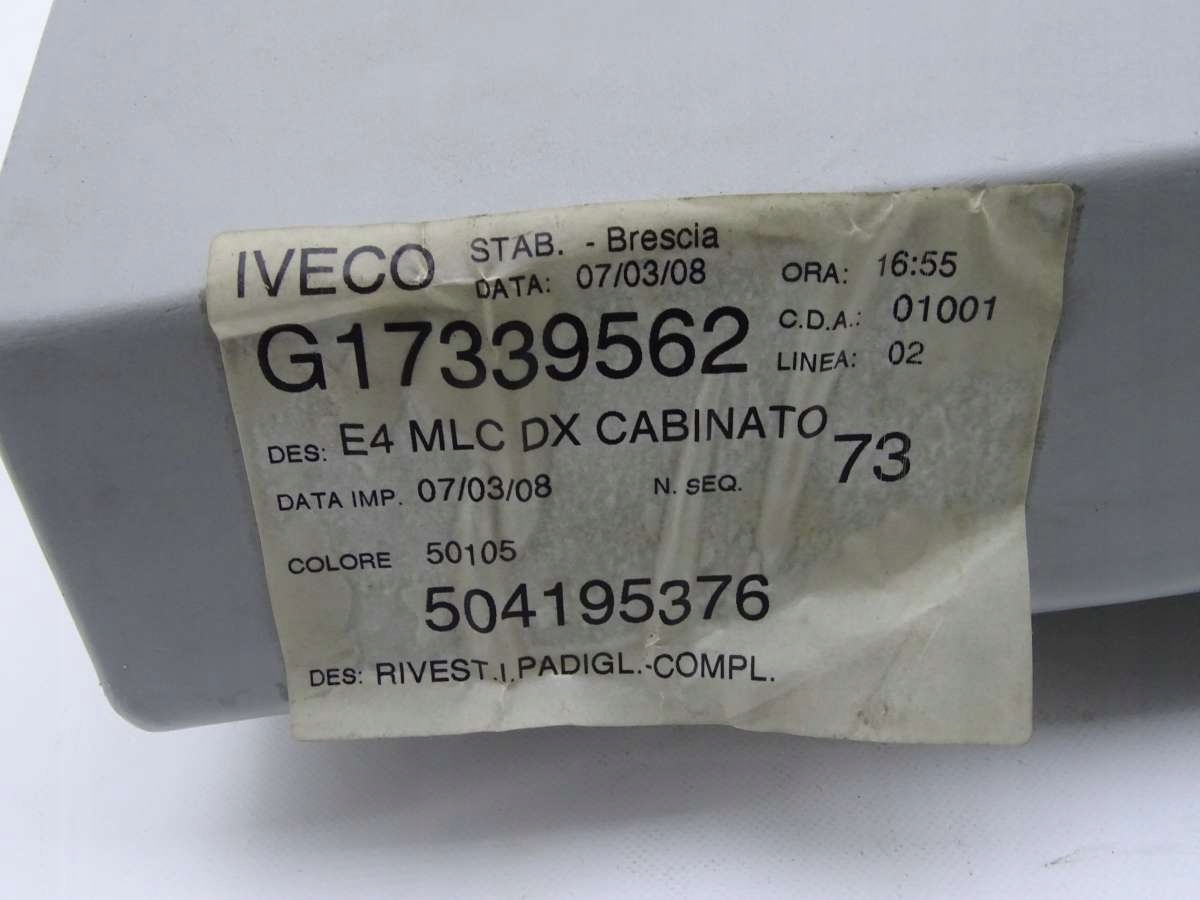 IVECO STAB. - Brescia
DATA: 07/03/08 ORA: 16:55
G17339562 C.D.A.: 01001
LINEA: 02
DES: E4 MLC DX CABINATO
DATA IMP. 07/03/08 N. SEQ. 73
COLORE 50105
504195376
DES: RIVEST.I.PADIGL.-COMPL.